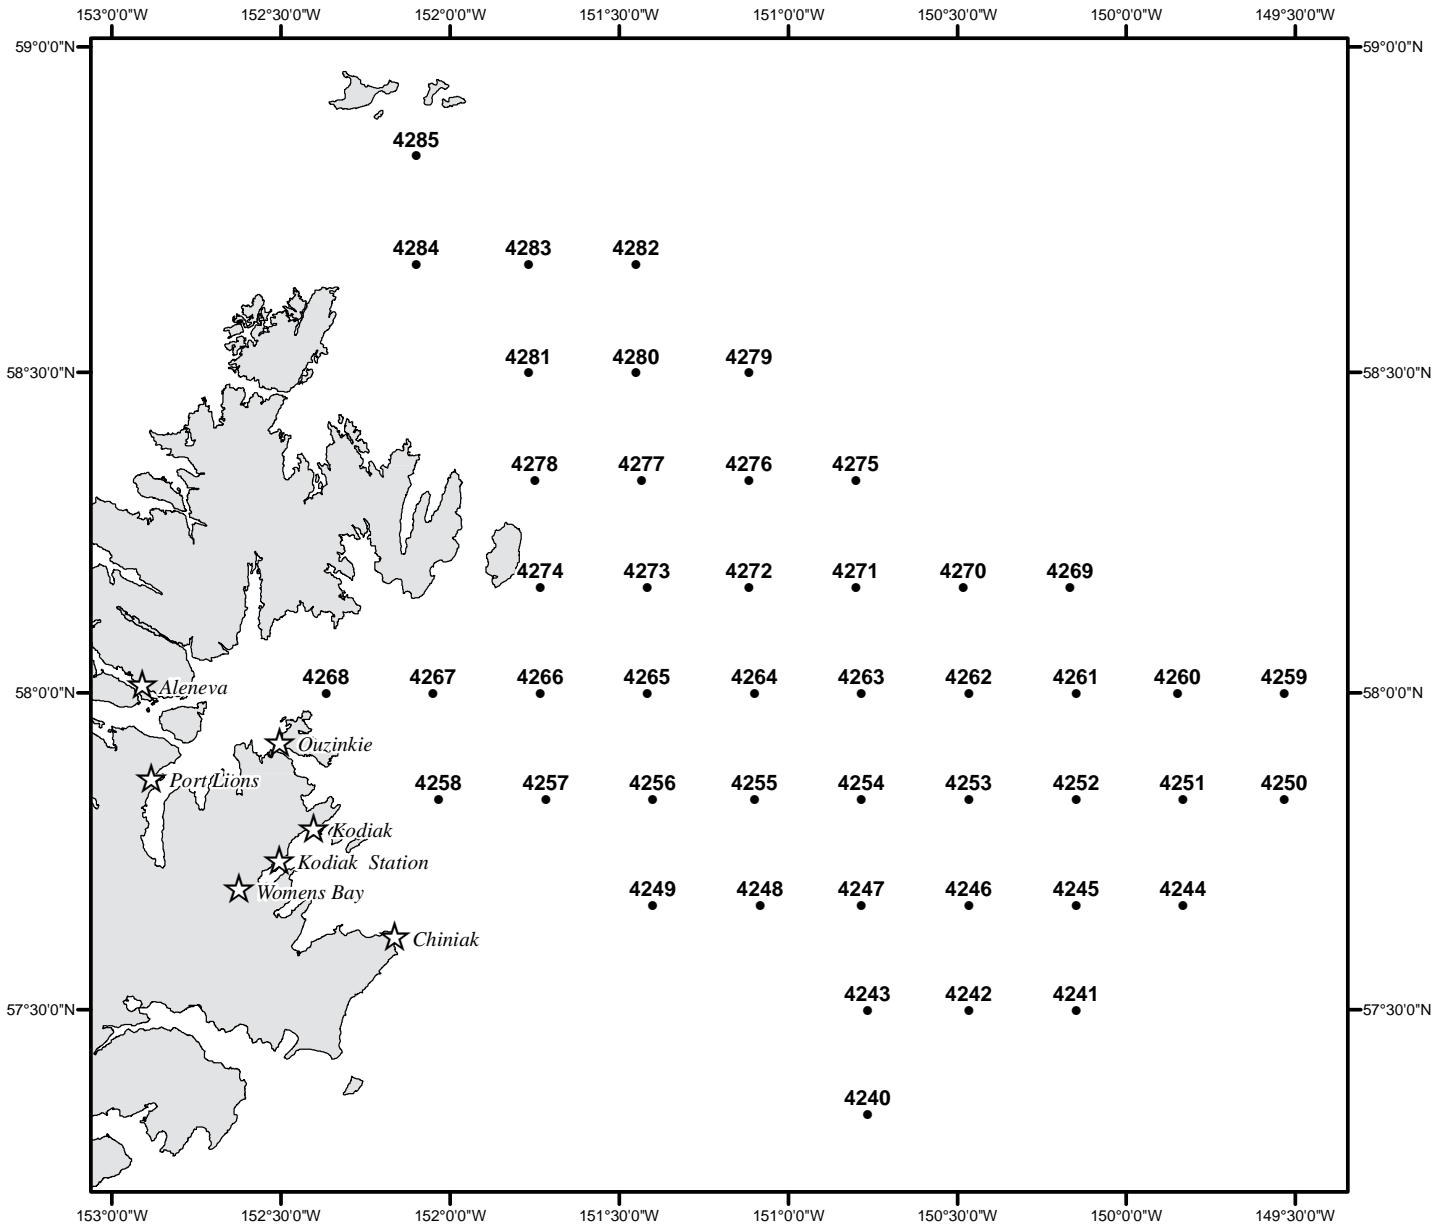 153°0'0"W 152°30'0"W 152°0'0"W 151°30'0"W 151°0'0"W 150°30'0"W 150°0'0"W 149°30'0"W
59°0'0"N 59°0'0"N
4285
4284 4283 4282
58°30'0"N 4281 4280 4279 58°30'0"N
4278 4277 4276 4275
4274 4273 4272 4271 4270 4269
58°0'0"N 4268 4267 4266 4265 4264 4263 4262 4261 4260 4259 58°0'0"N
Aleneva
Ouzinkie
Port Lions
4258 4257 4256 4255 4254 4253 4252 4251 4250
Kodiak
Kodiak Station
Womens Bay
4249 4248 4247 4246 4245 4244
Chiniak
57°30'0"N 4243 4242 4241 57°30'0"N
4240
153°0'0"W 152°30'0"W 152°0'0"W 151°30'0"W 151°0'0"W 150°30'0"W 150°0'0"W 149°30'0"W